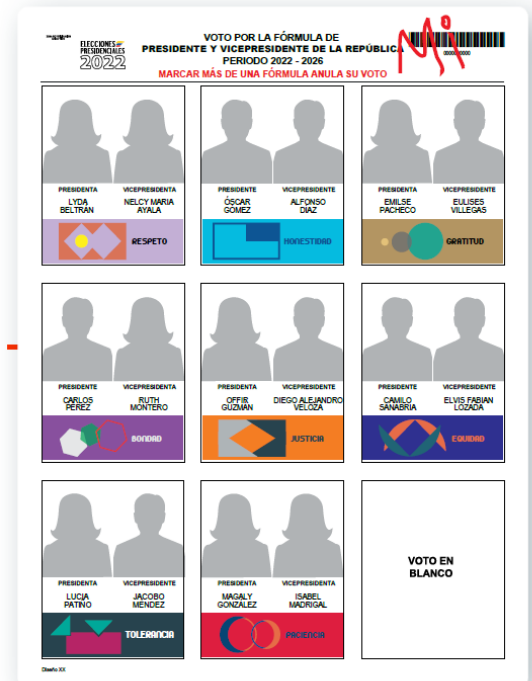 ELECCIONES
PRESIDENCIALES
2022
VOTO POR LA FÓRMULA DE
PRESIDENTE Y VICEPRESIDENTE DE LA REPÚBLICA
PERIODO 2022 - 2026
MARCAR MÁS DE UNA FÓRMULA ANULA SU VOTO
PRESIDENTA VICEPRESIDENTA
LYDA BELTRÁN NELCY MARIA AYALA
RESPETO
PRESIDENTE VICEPRESIDENTE
ÓSCAR GOMEZ ALFONSO DIAZ
HONESTIDAD
PRESIDENTA VICEPRESIDENTE
EMILSE PACHECO EULISES VILLEGAS
GRATITUD
PRESIDENTE VICEPRESIDENTA
CARLOS PEREZ RUTH MONTERO
BONDAD
PRESIDENTA VICEPRESIDENTE
OFFIR GUZMAN DIEGO ALEJANDRO VELOZA
JUSTICIA
PRESIDENTE VICEPRESIDENTE
CAMILO SANABRIA ELVIS FABIAN LOZADA
EQUIDAD
PRESIDENTA VICEPRESIDENTE
LUCIA PATIÑO JACOBO MENDEZ
TOLERANCIA
PRESIDENTA VICEPRESIDENTA
MAGALY GONZALEZ ISABEL MADRIGAL
PACIENCIA
VOTO EN
BLANCO
Diseño XX